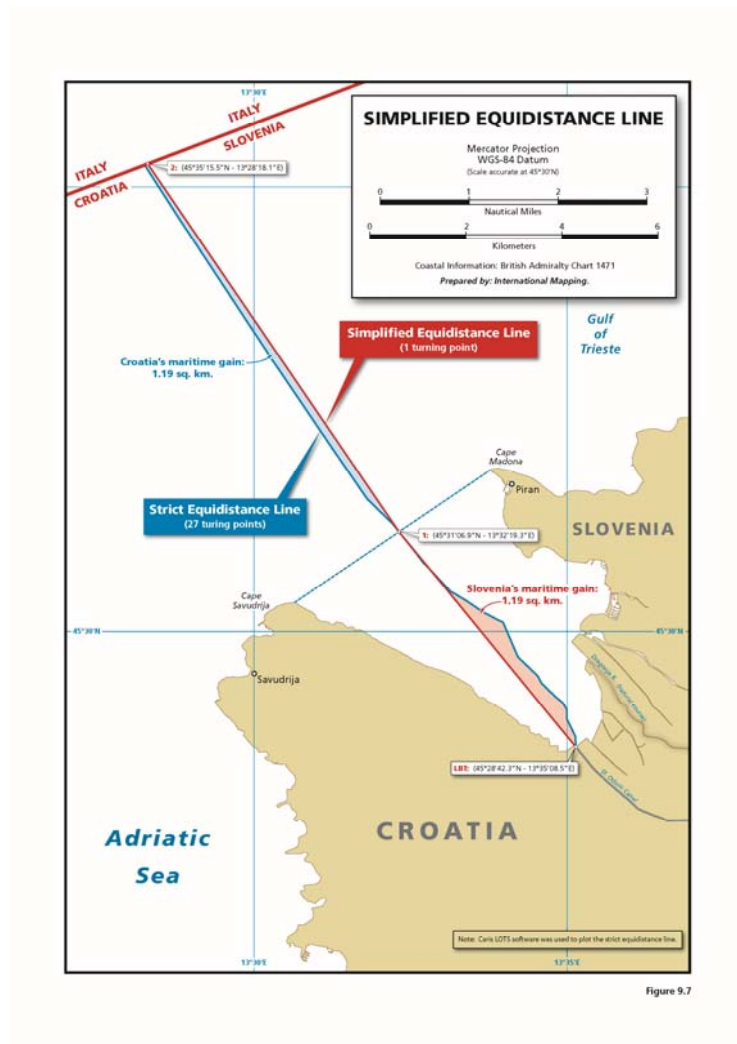 13°30'E
ITALY
SLOVENIA
ITALY
CROATIA
2: (45°35'15.5"N - 13°28'18.1"E)
SIMPLIFIED EQUIDISTANCE LINE
Mercator Projection
WGS-84 Datum
(Scale accurate at 45°30'N)
0 1 2 3
Nautical Miles
0 2 4 6
Kilometers
Coastal Information: British Admiralty Chart 1471
Prepared by: International Mapping.
Gulf
of
Trieste
Simplified Equidistance Line
(1 turning point)
Croatia's maritime gain:
1.19 sq. km.
Strict Equidistance Line
(27 turing points)
Cape
Madona
Piran
SLOVENIA
1: (45°31'06.9"N - 13°32'19.3"E)
Slovenia's maritime gain:
1.19 sq. km.
Cape
Savudrija
45°30'N
45°30'N
Savudrija
LBT: (45°28'42.3"N - 13°35'08.5"E)
CROATIA
Adriatic
Sea
Note: Caris LOTS software was used to plot the strict equidistance line.
13°30'E
13°35'E
Figure 9.7